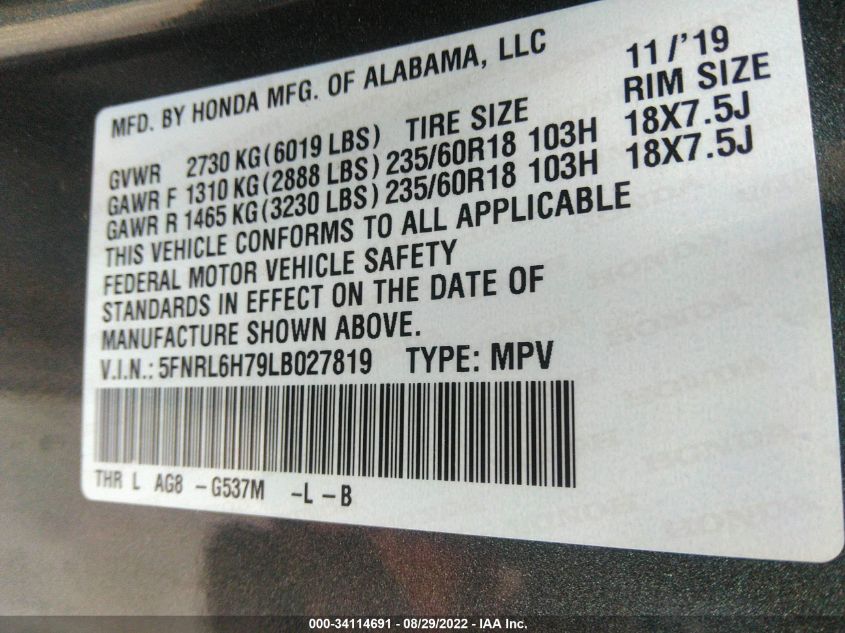 MFD. BY HONDA MFG. OF ALABAMA, LLC 11/'19
GVWR 2730 KG(6019 LBS) TIRE SIZE RIM SIZE
GAWR F 1310 KG(2888 LBS) 235/60R18 103H 18X7.5J
GAWR R 1465 KG(3230 LBS) 235/60R18 103H 18X7.5J
THIS VEHICLE CONFORMS TO ALL APPLICABLE
FEDERAL MOTOR VEHICLE SAFETY
STANDARDS IN EFFECT ON THE DATE OF
MANUFACTURE SHOWN ABOVE.
V.I.N.: 5FNRL6H79LB027819 TYPE: MPV
THR L AG8 -G537M -L -B
000-34114691 - 08/29/2022 - IAA Inc.